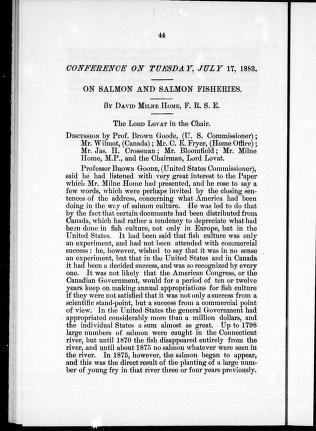 44
CONFERENCE ON TUESDAY, JULY 17, 1883.
ON SALMON AND SALMON FISHERIES.
BY DAVID MILNE HOME, F. R. S. E.
The LORD LOVAT in the Chair.
DISCUSSION by Prof. Brown Goode, (U. S. Commissioner);
Mr. Wilmot, (Canada); Mr. C. E. Fryer, (Home Office);
Mr. Jas. H. Crossman; Mr. Bloomfield; Mr. Milne
Home, M.P., and the Chairman, Lord Lovat.
Professor BROWN GOODE, (United States Commissioner),
said he had listened with very great interest to the Paper
which Mr. Milne Home had presented, and he rose to say a
few words, which were perhaps invited by the closing sen-
tences of the address, concerning what America had been
doing in the way of salmon culture. He was led to do that
by the fact that certain documents had been distributed from
Canada, which had rather a tendency to depreciate what had
been done in fish culture, not only in Europe, but in the
United States. It had been said that fish culture was only
an experiment, and had not been attended with commercial
success: he, however, wished to say that it was in no sense
an experiment, but that in the United States and in Canada
it had been a decided success, and was so recognized by every
one. It was not likely that the American Congress, or the
Canadian Government, would for a period of ten or twelve
years keep on making annual appropriations for fish culture
if they were not satisfied that it was not only a success from a
scientific stand-point, but a success from a commercial point
of view. In the United States the general Government had
appropriated considerably more than a million dollars, and
the individual States a sum almost as great. Up to 1798
large numbers of salmon were caught in the Connecticut
river, but until 1870 the fish disappeared entirely from the
river, and until about 1875 no salmon whatever were seen in
the river. In 1875, however, the salmon began to appear,
and this was the direct result of the planting of a large num-
ber of young fry in that river three or four years previously.